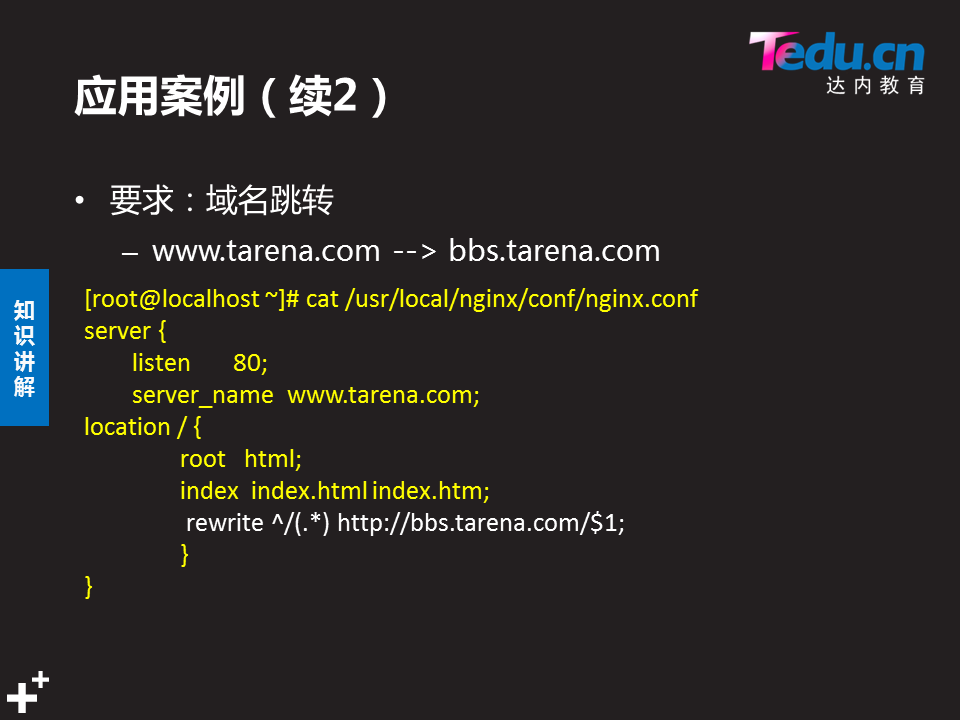 Tedu.cn
达内教育
应用案例（续2）
• 要求：域名跳转
– www.tarena.com --> bbs.tarena.com
知识讲解
[root@localhost ~]# cat /usr/local/nginx/conf/nginx.conf
server {
listen 80;
server_name www.tarena.com;
location / {
root html;
index index.html index.htm;
rewrite ^/(.*) http://bbs.tarena.com/$1;
}
}